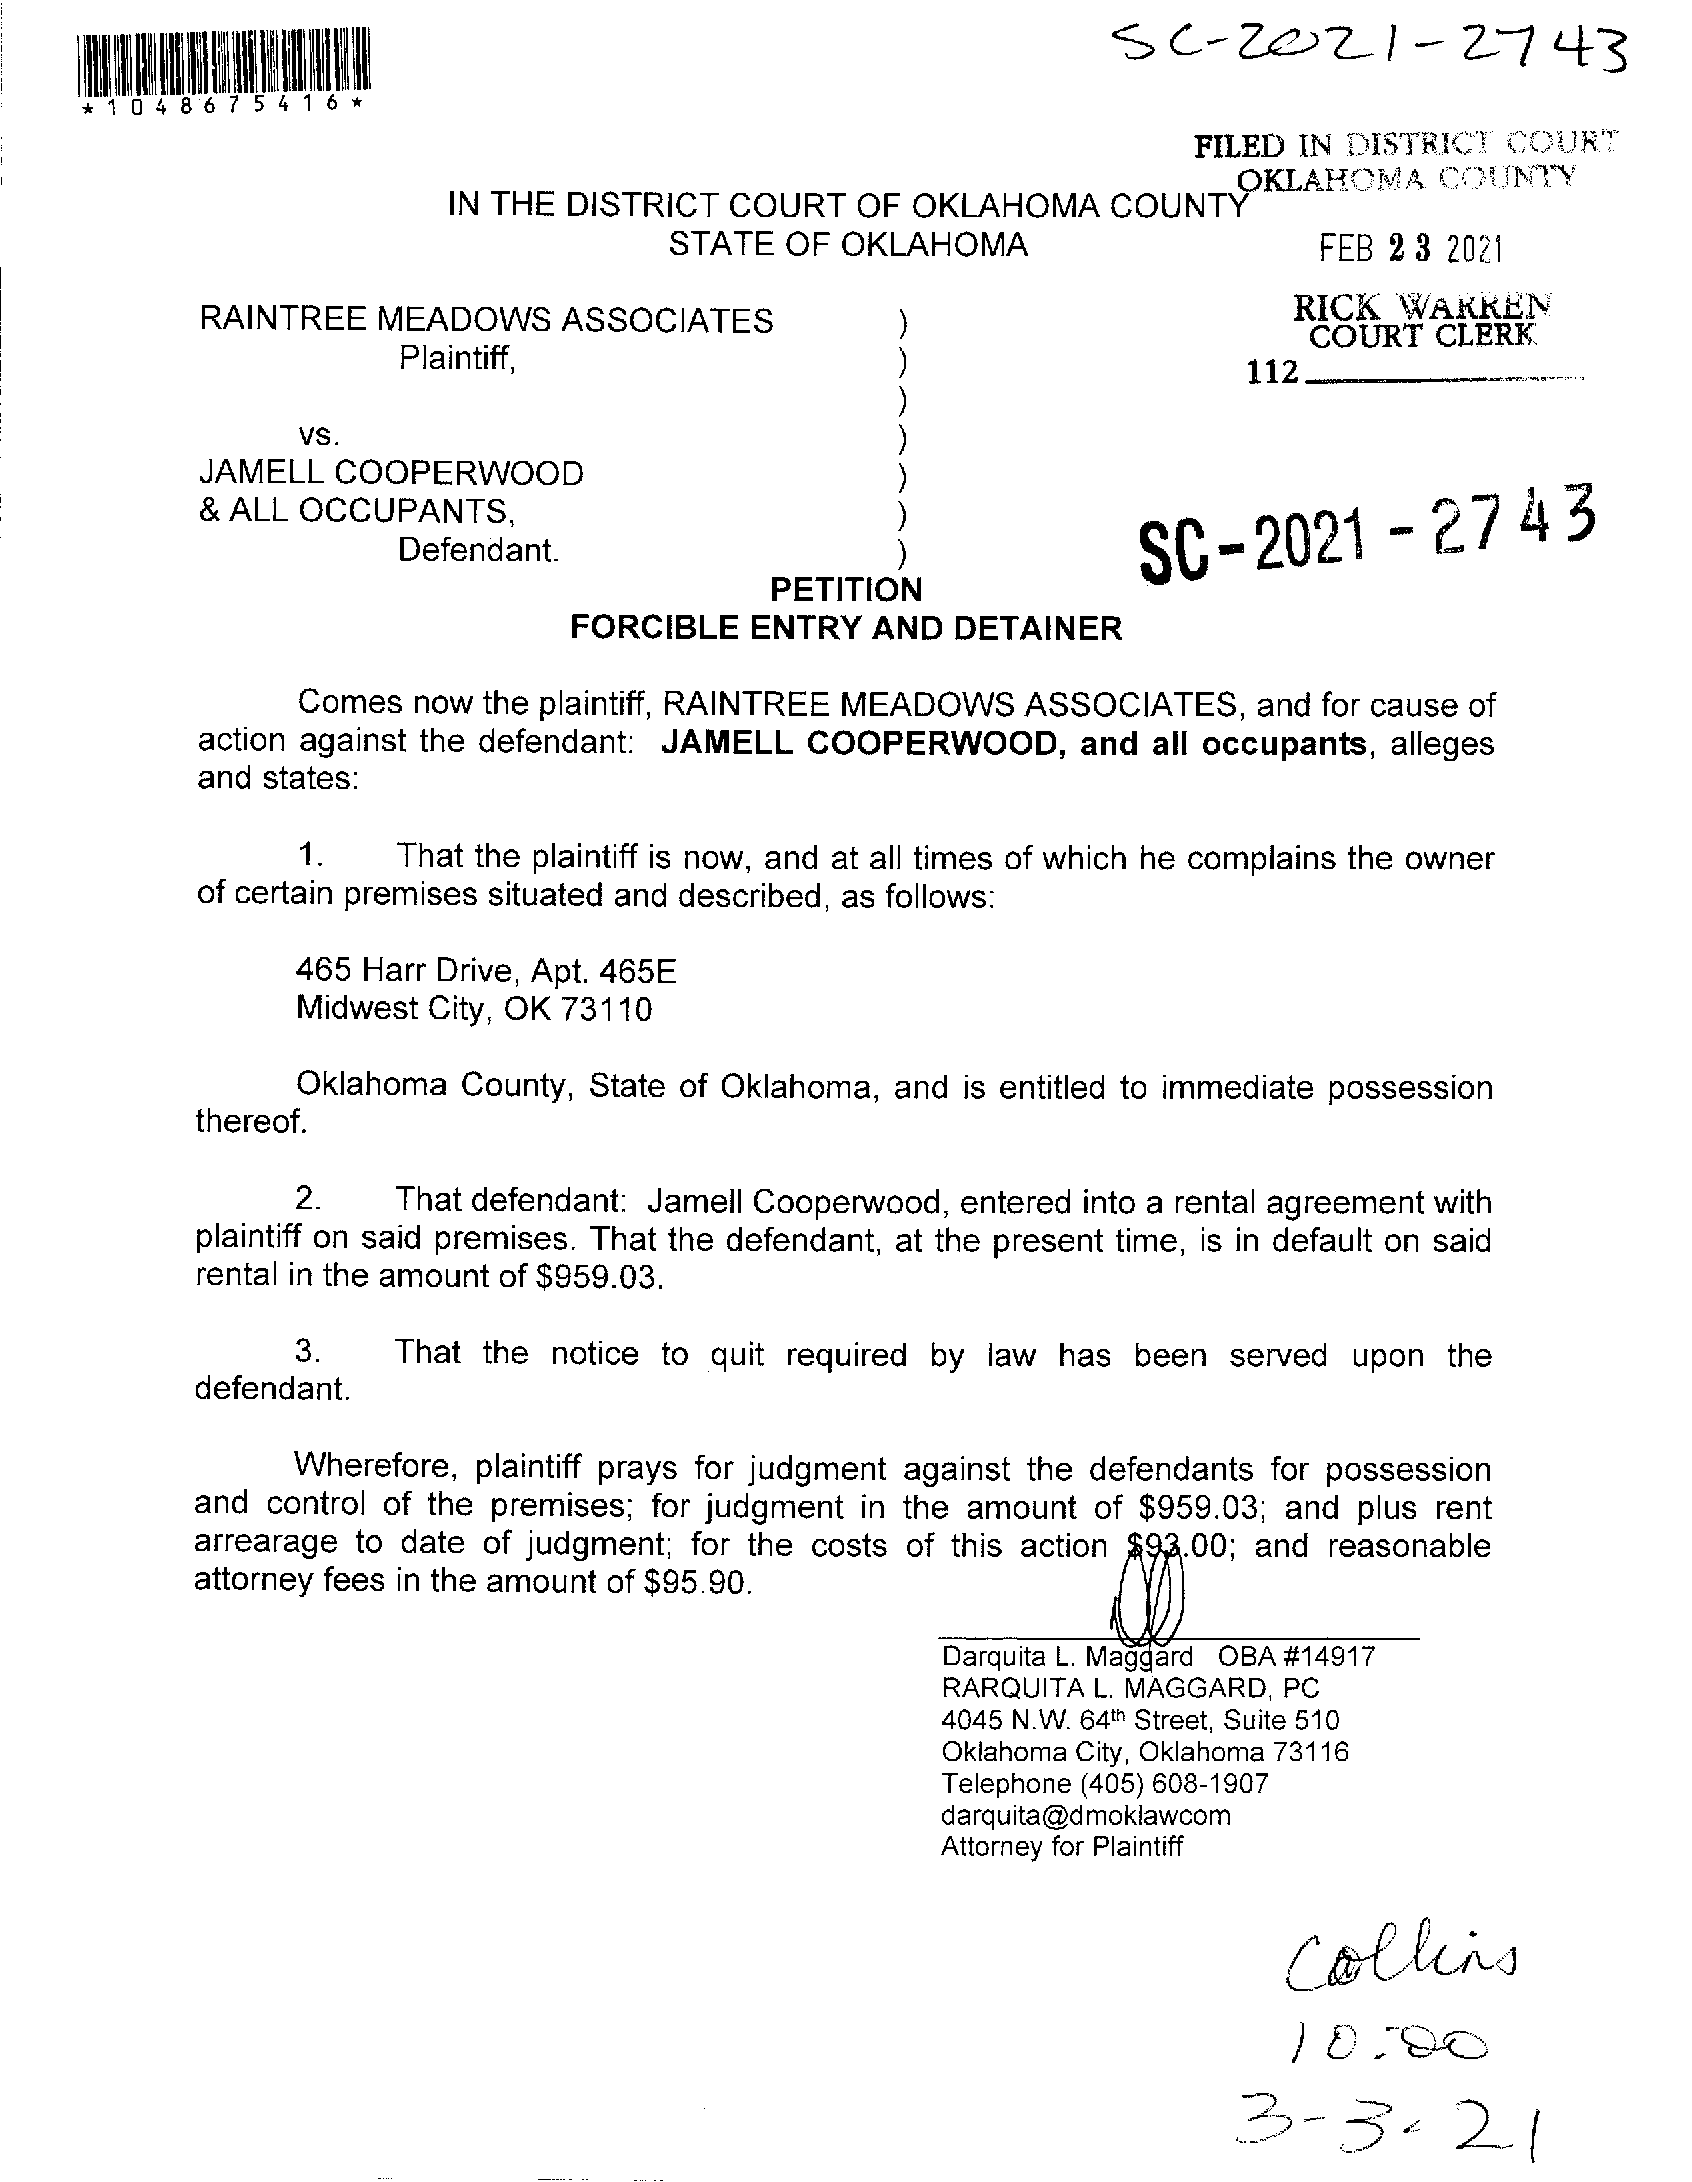 SC-2021-2743
*1048675416*
FILED IN DISTRICT COURT
OKLAHOMA COUNTY
IN THE DISTRICT COURT OF OKLAHOMA COUNTY
STATE OF OKLAHOMA
FEB 23 2021
RAINTREE MEADOWS ASSOCIATES )
Plaintiff, )
)
vs. )
JAMELL COOPERWOOD )
& ALL OCCUPANTS, )
Defendant. )
RICK WARREN
COURT CLERK
112
SC-2021-2743
PETITION
FORCIBLE ENTRY AND DETAINER
Comes now the plaintiff, RAINTREE MEADOWS ASSOCIATES, and for cause of
action against the defendant: JAMELL COOPERWOOD, and all occupants, alleges
and states:
1. That the plaintiff is now, and at all times of which he complains the owner
of certain premises situated and described, as follows:
465 Harr Drive, Apt. 465E
Midwest City, OK 73110
Oklahoma County, State of Oklahoma, and is entitled to immediate possession
thereof.
2. That defendant: Jamell Cooperwood, entered into a rental agreement with
plaintiff on said premises. That the defendant, at the present time, is in default on said
rental in the amount of $959.03.
3. That the notice to quit required by law has been served upon the
defendant.
Wherefore, plaintiff prays for judgment against the defendants for possession
and control of the premises; for judgment in the amount of $959.03; and plus rent
arrearage to date of judgment; for the costs of this action $93.00; and reasonable
attorney fees in the amount of $95.90.
Darquita L. Maggard OBA #14917
RARQUITA L. MAGGARD, PC
4045 N.W. 64th Street, Suite 510
Oklahoma City, Oklahoma 73116
Telephone (405) 608-1907
darquita@dmoklawcom
Attorney for Plaintiff
Collins
10:00
3-3-21